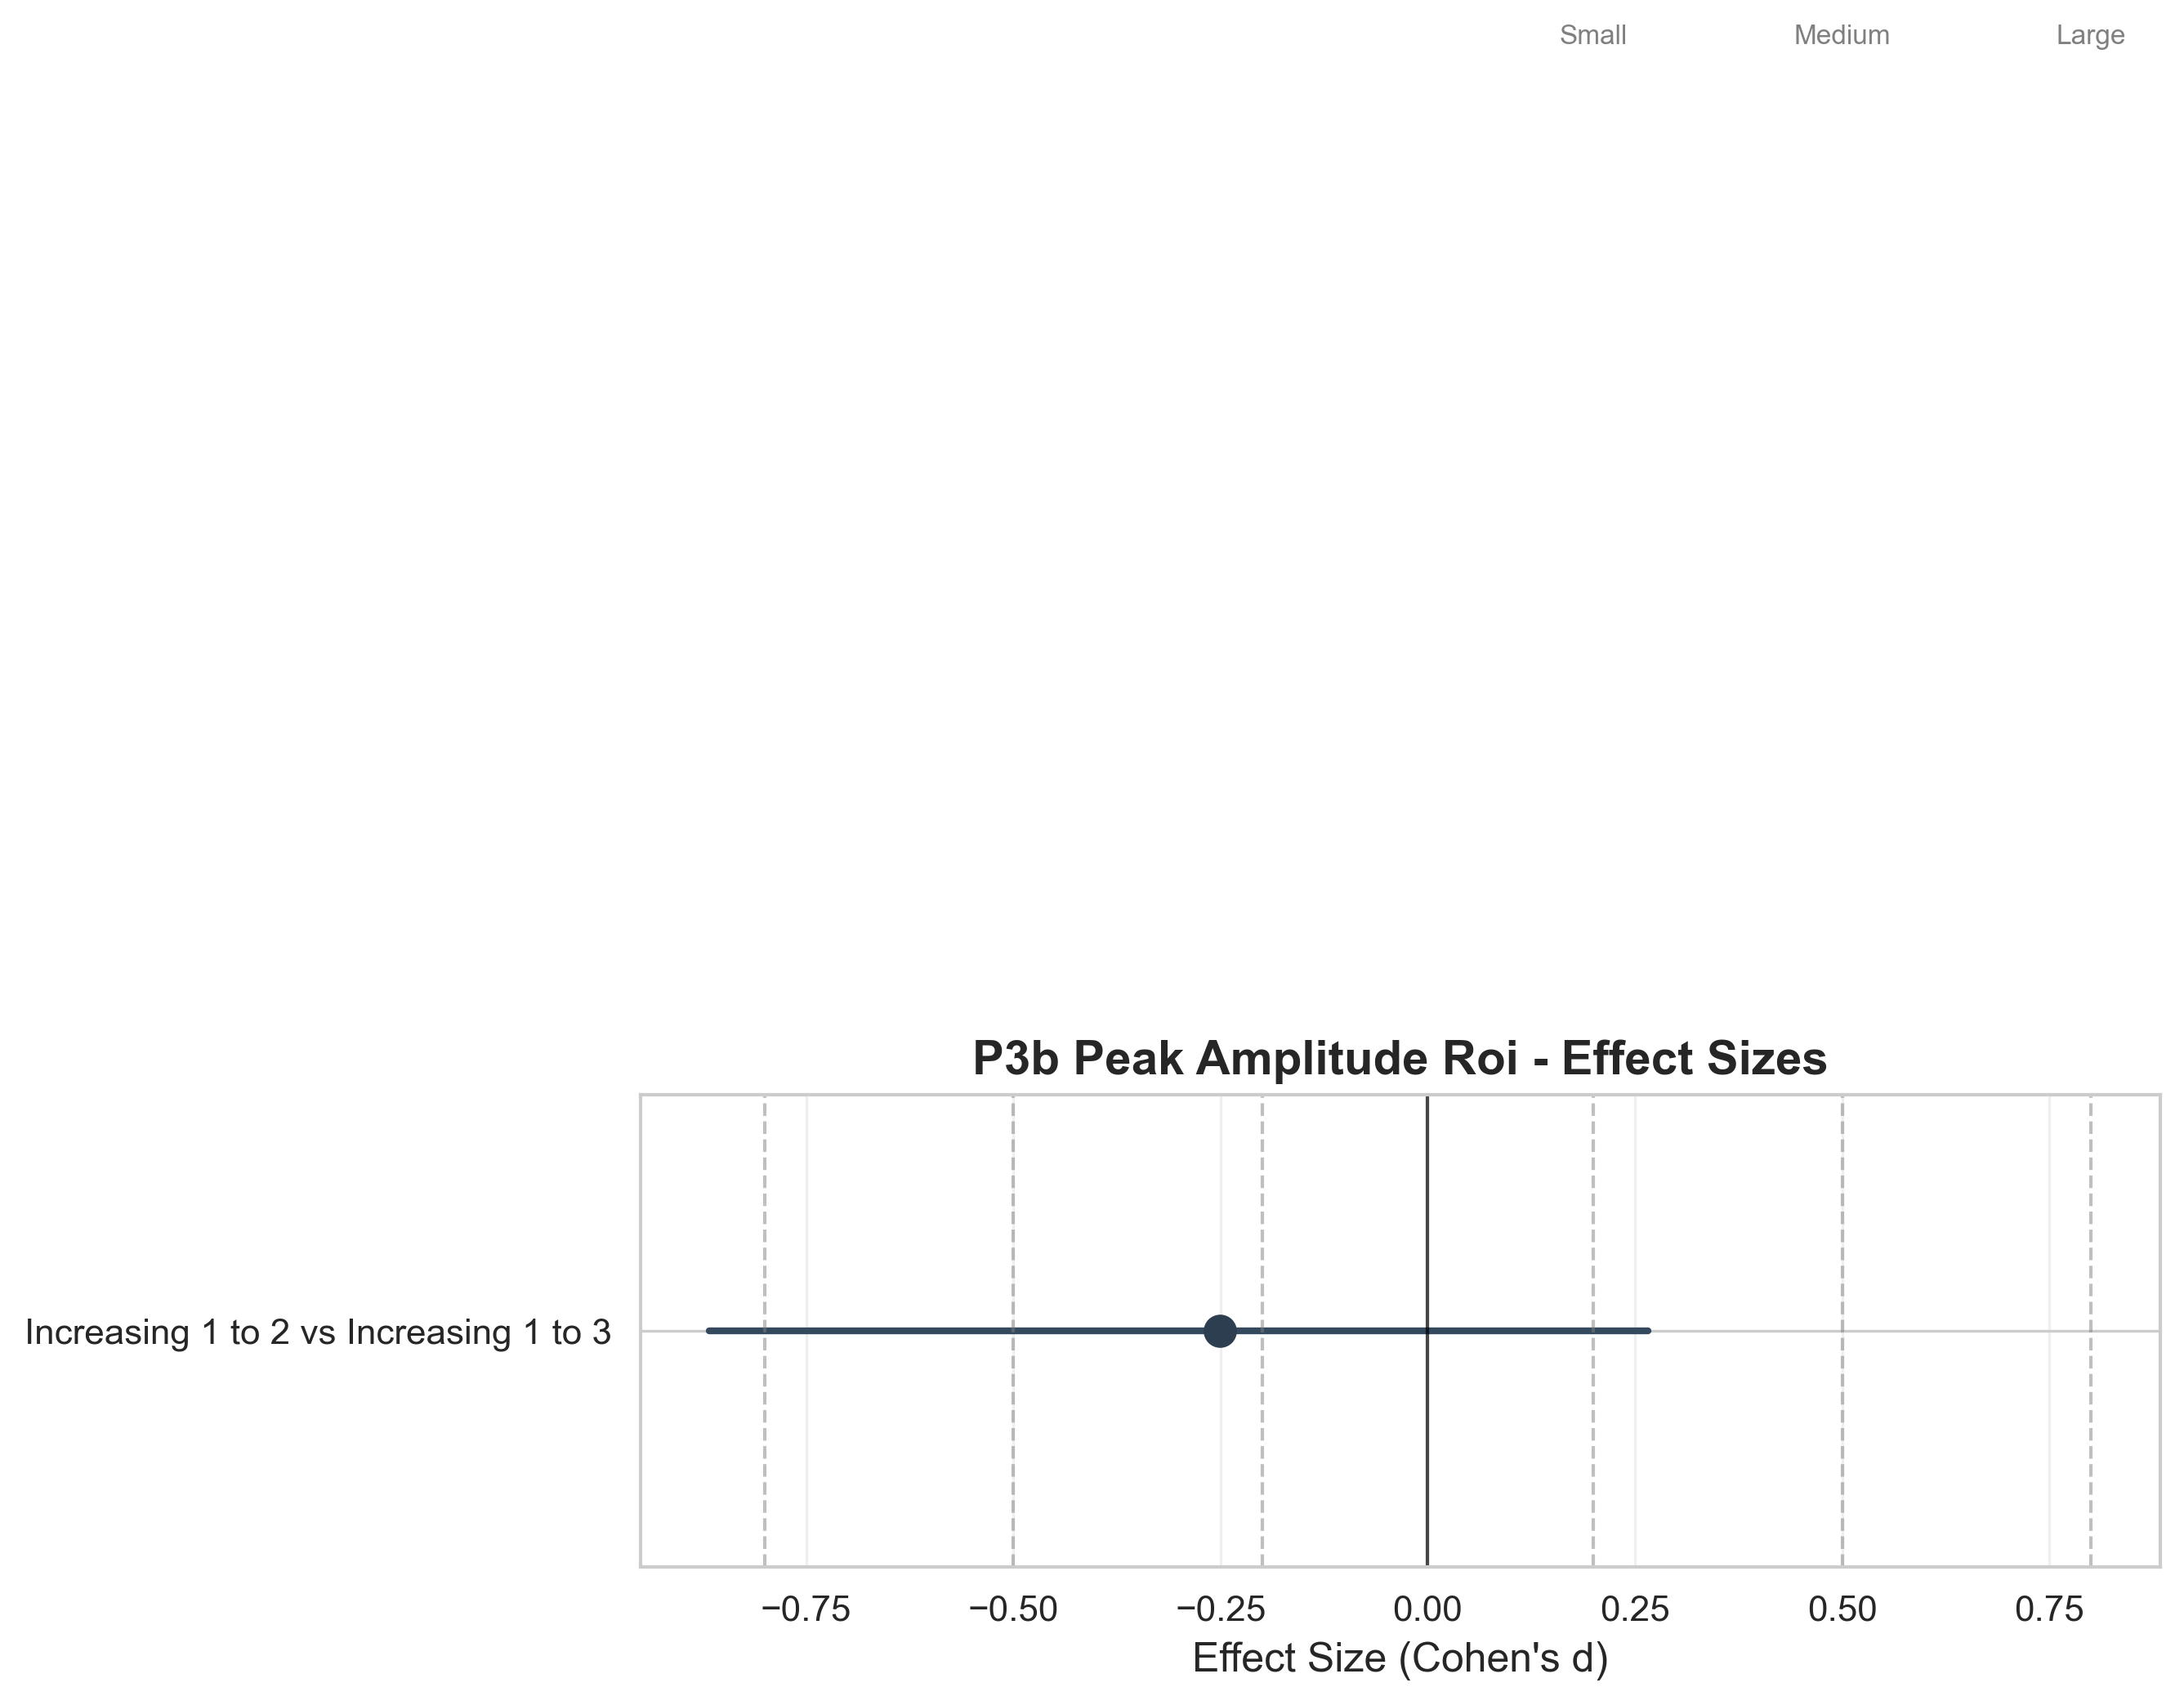 Small Medium Large
P3b Peak Amplitude Roi - Effect Sizes
Increasing 1 to 2 vs Increasing 1 to 3
−0.75 −0.50 −0.25 0.00 0.25 0.50 0.75
Effect Size (Cohen's d)